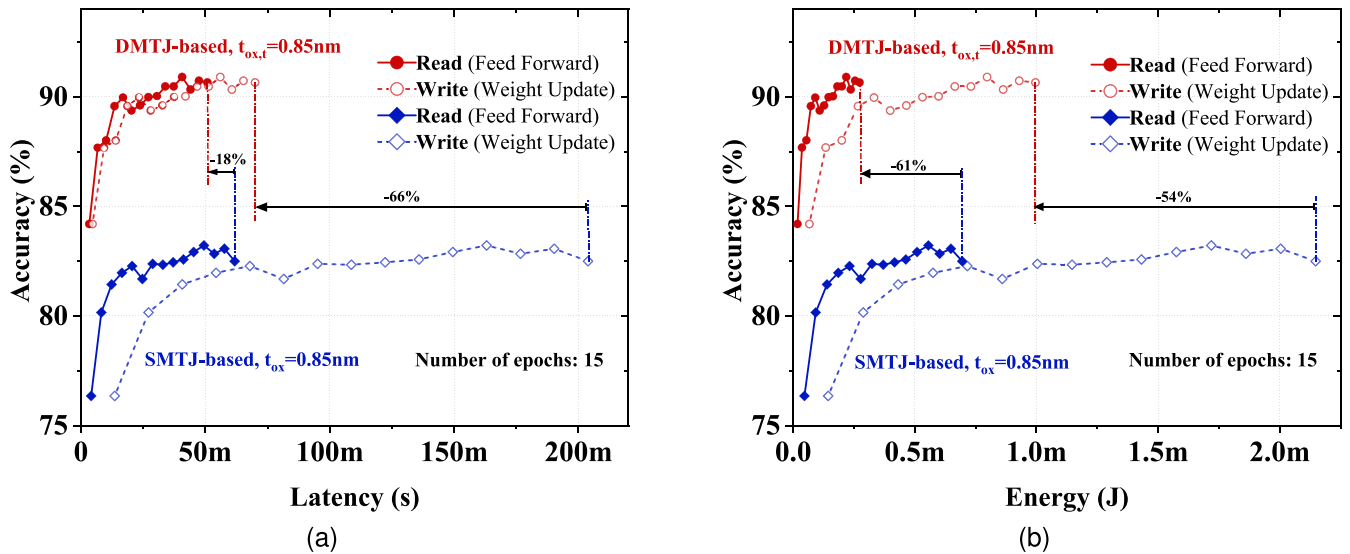 DMTJ-based, tox,t=0.85nm
Read (Feed Forward)
Write (Weight Update)
Read (Feed Forward)
Write (Weight Update)
-18%
-66%
SMTJ-based, tox=0.85nm
Number of epochs: 15
90
85
80
75
Accuracy (%)
0
50m
100m
150m
200m
Latency (s)
(a)
DMTJ-based, tox,t=0.85nm
Read (Feed Forward)
Write (Weight Update)
Read (Feed Forward)
Write (Weight Update)
-61%
-54%
SMTJ-based, tox=0.85nm
Number of epochs: 15
90
85
80
75
Accuracy (%)
0.0
0.5m
1.0m
1.5m
2.0m
Energy (J)
(b)